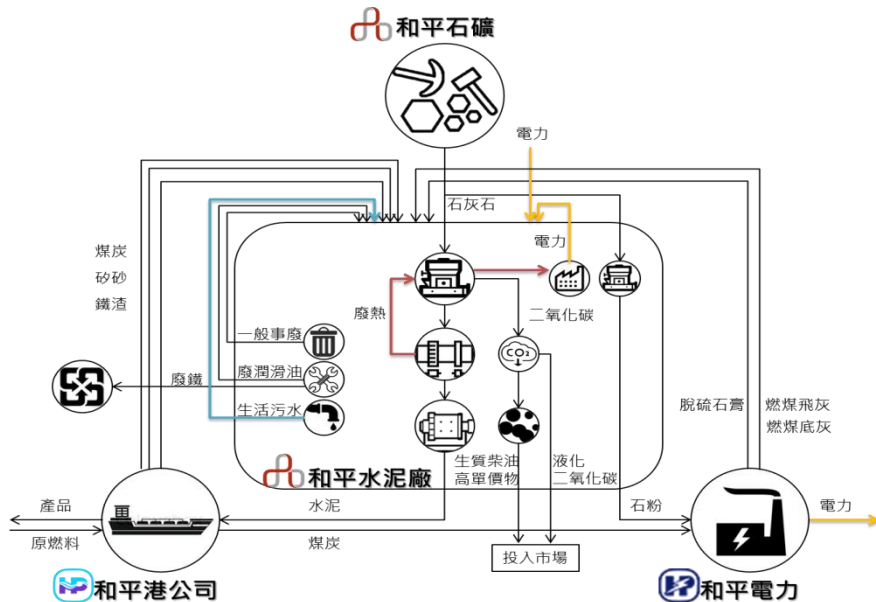 和平石礦
電力
石灰石
電力
煤炭
矽砂
鐵渣
廢熱
二氧化碳
CO₂
一般事廢
廢潤滑油
廢鐵
生活污水
脫硫石膏
燃煤飛灰
燃煤底灰
和平水泥廠
生質柴油
高單價物
液化
二氧化碳
產品
水泥
石粉
電力
原燃料
煤炭
投入市場
HP 和平港公司
和平電力